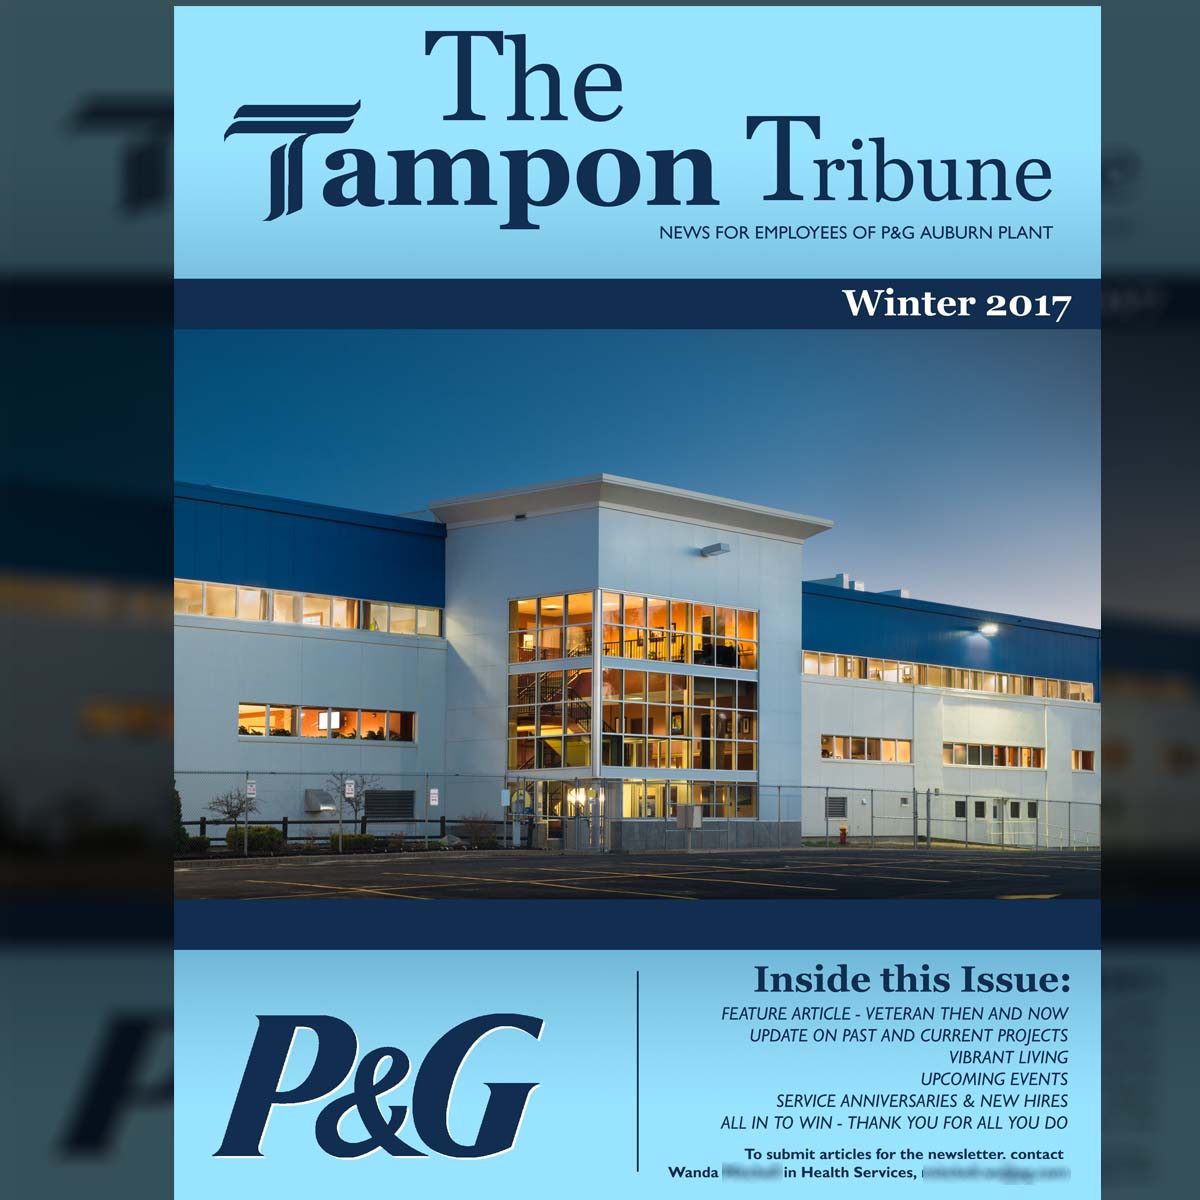 The
Tampon Tribune
NEWS FOR EMPLOYEES OF P&G AUBURN PLANT
Winter 2017
P&G
Inside this Issue:
FEATURE ARTICLE - VETERAN THEN AND NOW
UPDATE ON PAST AND CURRENT PROJECTS
VIBRANT LIVING
UPCOMING EVENTS
SERVICE ANNIVERSARIES & NEW HIRES
ALL IN TO WIN - THANK YOU FOR ALL YOU DO
To submit articles for the newsletter. contact
Wanda in Health Services,